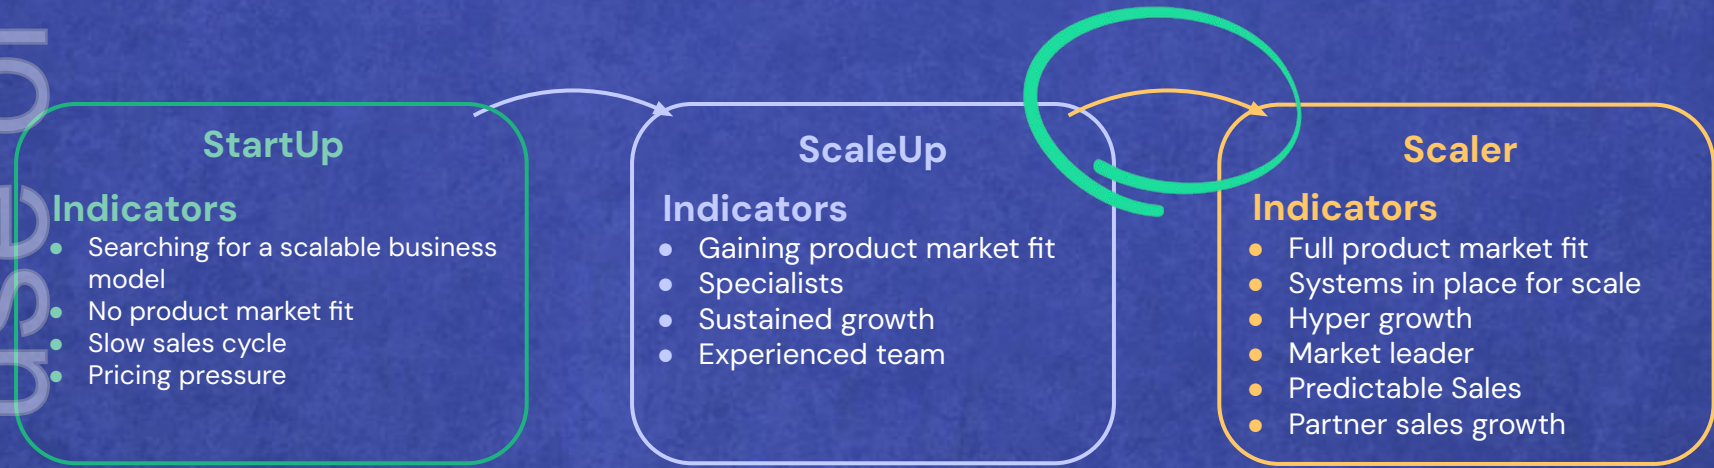 StartUp
Indicators
Searching for a scalable business
model
No product market fit
Slow sales cycle
Pricing pressure
ScaleUp
Indicators
Gaining product market fit
Specialists
Sustained growth
Experienced team
Scaler
Indicators
Full product market fit
Systems in place for scale
Hyper growth
Market leader
Predictable Sales
Partner sales growth